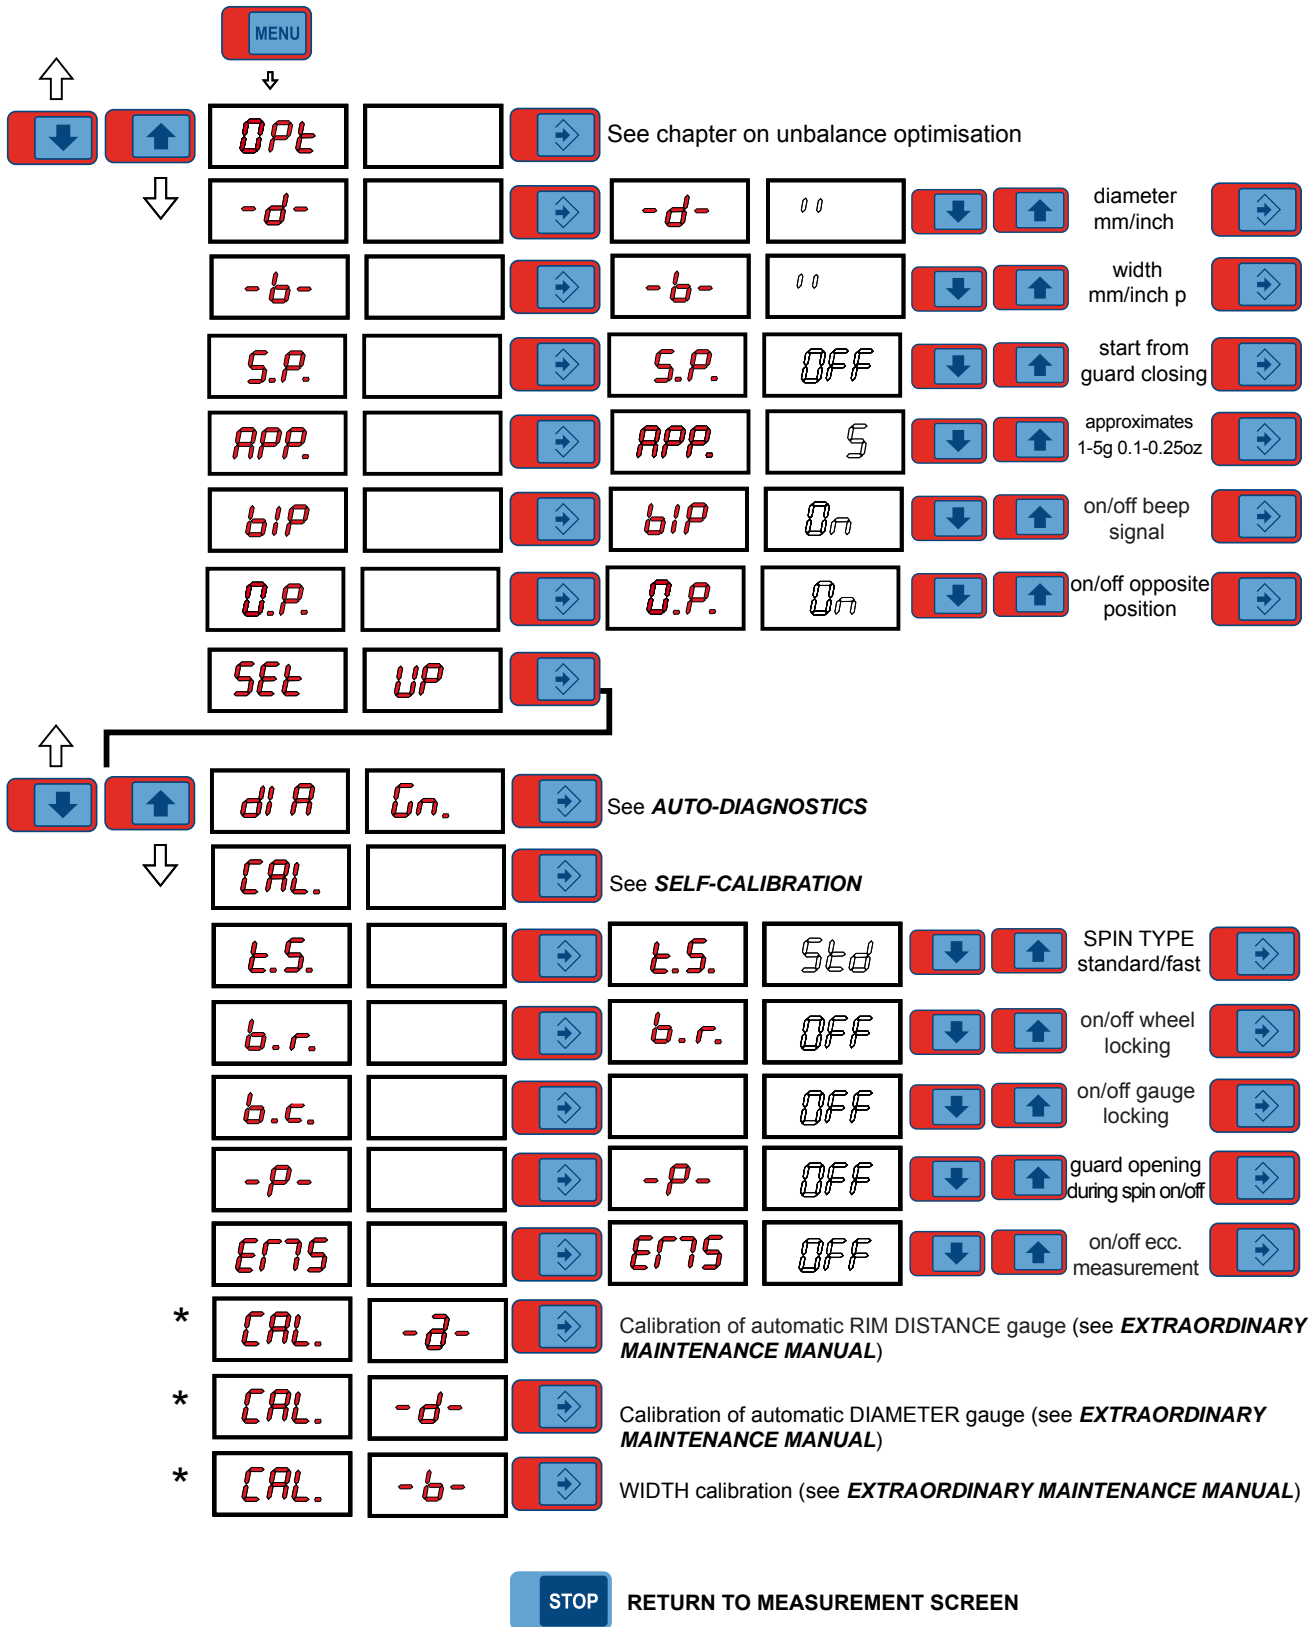 MENU
OPt
See chapter on unbalance optimisation
-d- -d- '' diameter
mm/inch
-b- -b- '' width
mm/inch p
S.P. S.P. OFF start from
guard closing
APP. APP. 5 approximates
1-5g 0.1-0.25oz
biP biP On on/off beep
signal
O.P. O.P. On on/off opposite
position
SEt UP
di A Gn. See AUTO-DIAGNOSTICS
CAL. See SELF-CALIBRATION
t.S. t.S. Std SPIN TYPE
standard/fast
b.r. b.r. OFF on/off wheel
locking
b.c. OFF on/off gauge
locking
-P- -P- OFF guard opening
during spin on/off
on/off ecc.
OFF measurement
* CAL. -a- Calibration of automatic RIM DISTANCE gauge (see EXTRAORDINARY
MAINTENANCE MANUAL)
* CAL. -d- Calibration of automatic DIAMETER gauge (see EXTRAORDINARY
MAINTENANCE MANUAL)
* CAL. -b- WIDTH calibration (see EXTRAORDINARY MAINTENANCE MANUAL)
STOP RETURN TO MEASUREMENT SCREEN